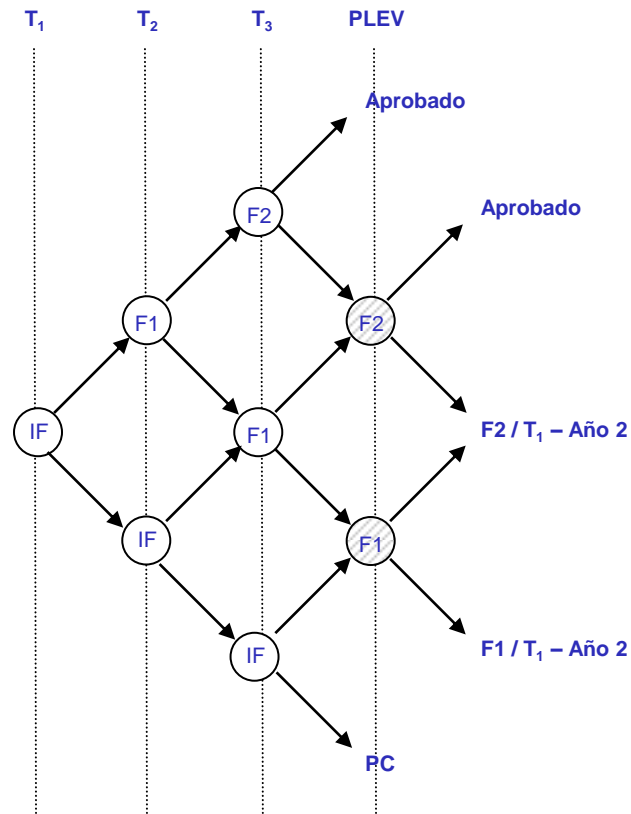 T₁ T₂ T₃ PLEV
Aprobado
F2
Aprobado
F1
F2
IF
F1
F2 / T₁ – Año 2
IF
F1
IF
F1 / T₁ – Año 2
PC